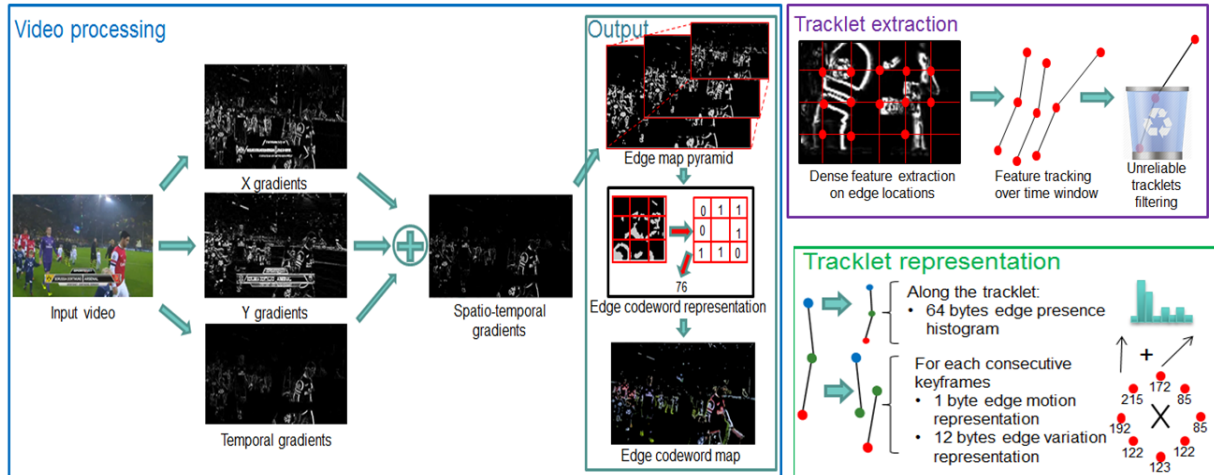 Video processing
Output
X gradients
Y gradients
Temporal gradients
Input video
Spatio-temporal
gradients
Edge map pyramid
0 1 1
0 1
1 1 0
76
Edge codeword representation
Edge codeword map
Tracklet extraction
Dense feature extraction
on edge locations
Feature tracking
over time window
Unreliable
tracklets
filtering
Tracklet representation
Along the tracklet:
• 64 bytes edge presence
histogram
For each consecutive
keyframes
• 1 byte edge motion
representation
• 12 bytes edge variation
representation
+
172
215
85
192
X
85
122
122
123